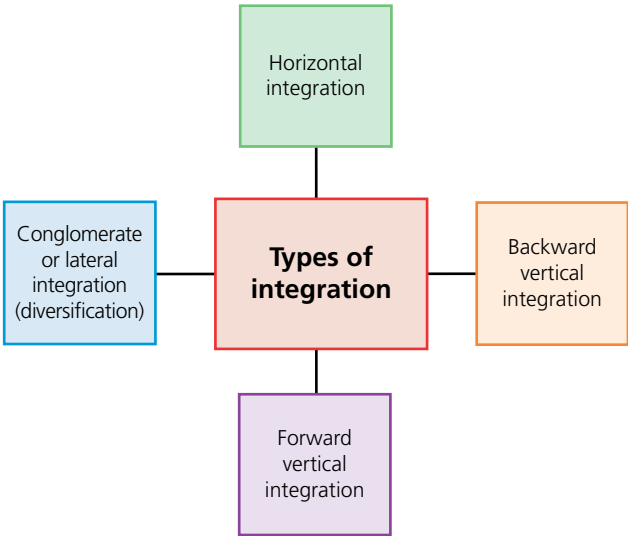 Horizontal
integration
Conglomerate
or lateral
integration
(diversification)
Types of
integration
Backward
vertical
integration
Forward
vertical
integration